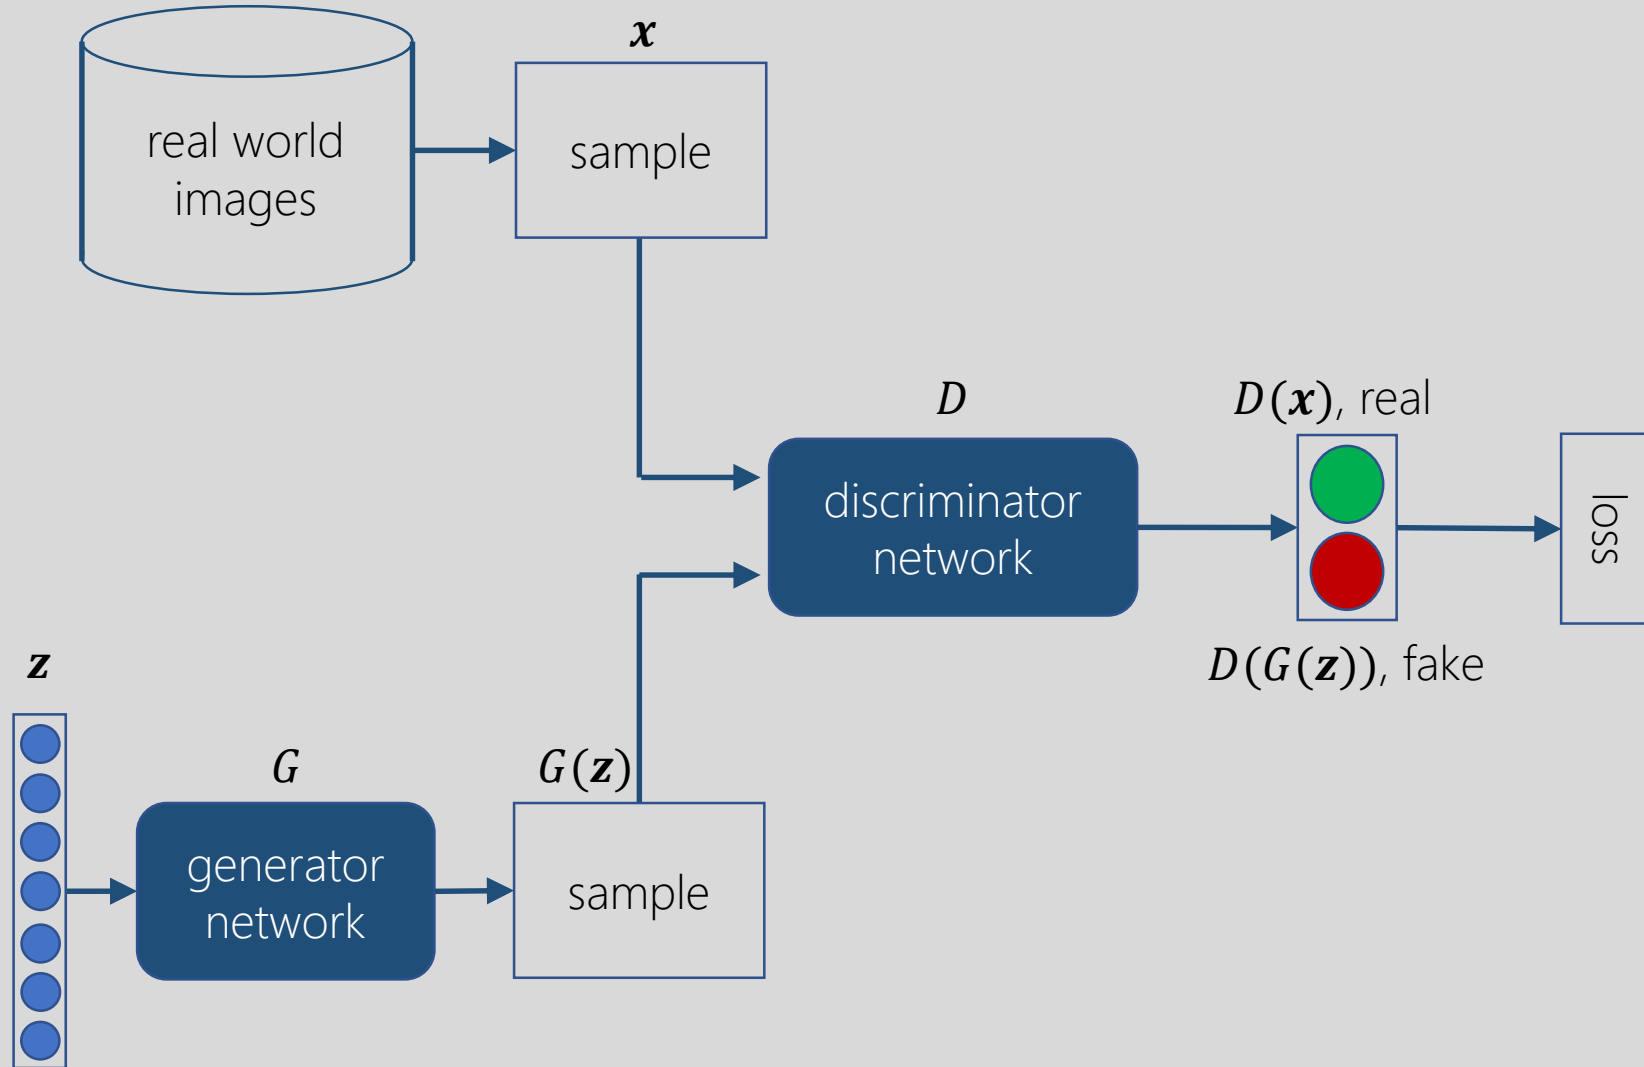 x
real world
images
sample
D
D(x), real
discriminator
network
loss
D(G(z)), fake
z
G
G(z)
generator
network
sample